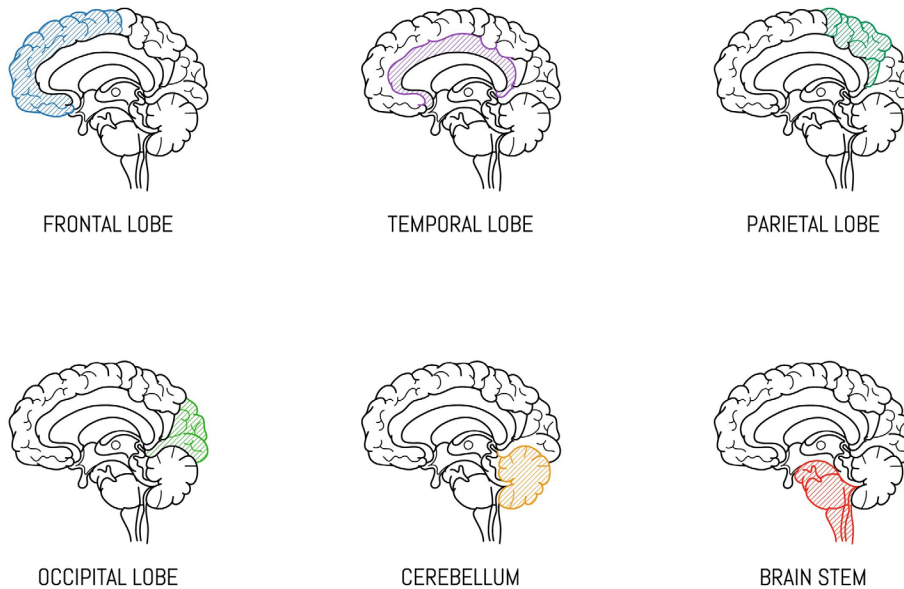 FRONTAL LOBE
TEMPORAL LOBE
PARIETAL LOBE
OCCIPITAL LOBE
CEREBELLUM
BRAIN STEM